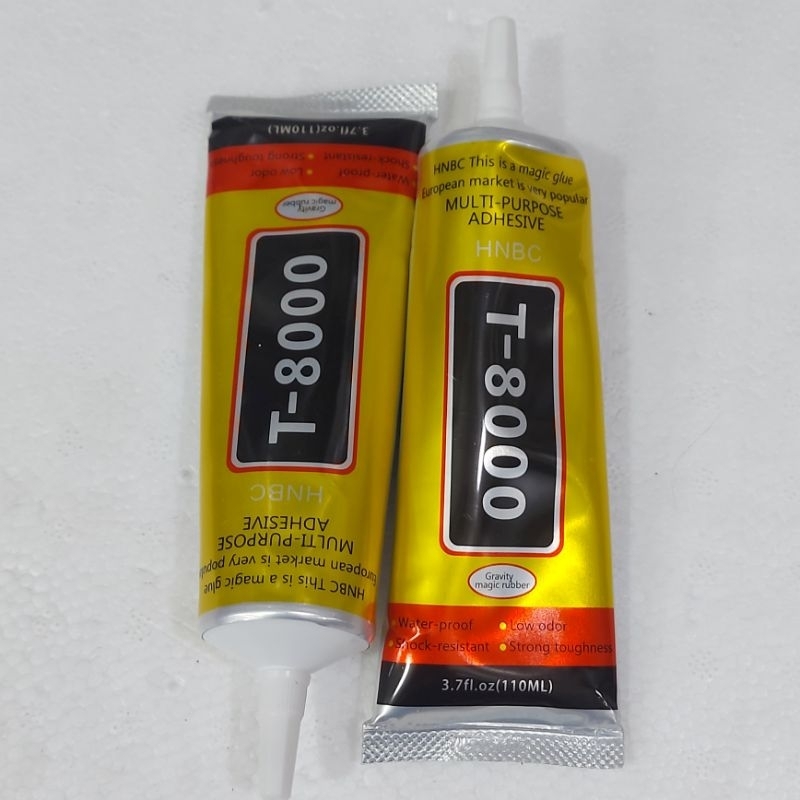 HNBC This is a magic glue
European market is very popular
MULTI-PURPOSE
ADHESIVE
HNBC
T-8000
Gravity
magic rubber
Water-proof • Low odor
Shock-resistant • Strong toughness
3.7fl.oz(110ML)
HNBC This is a magic glue
European market is very popula
MULTI-PURPOSE
ADHESIVE
HNBC
T-8000
Gravity
magic rubber
Water-proof • Low odor
Shock-resistant • Strong toughness
3.7fl.oz(110ML)